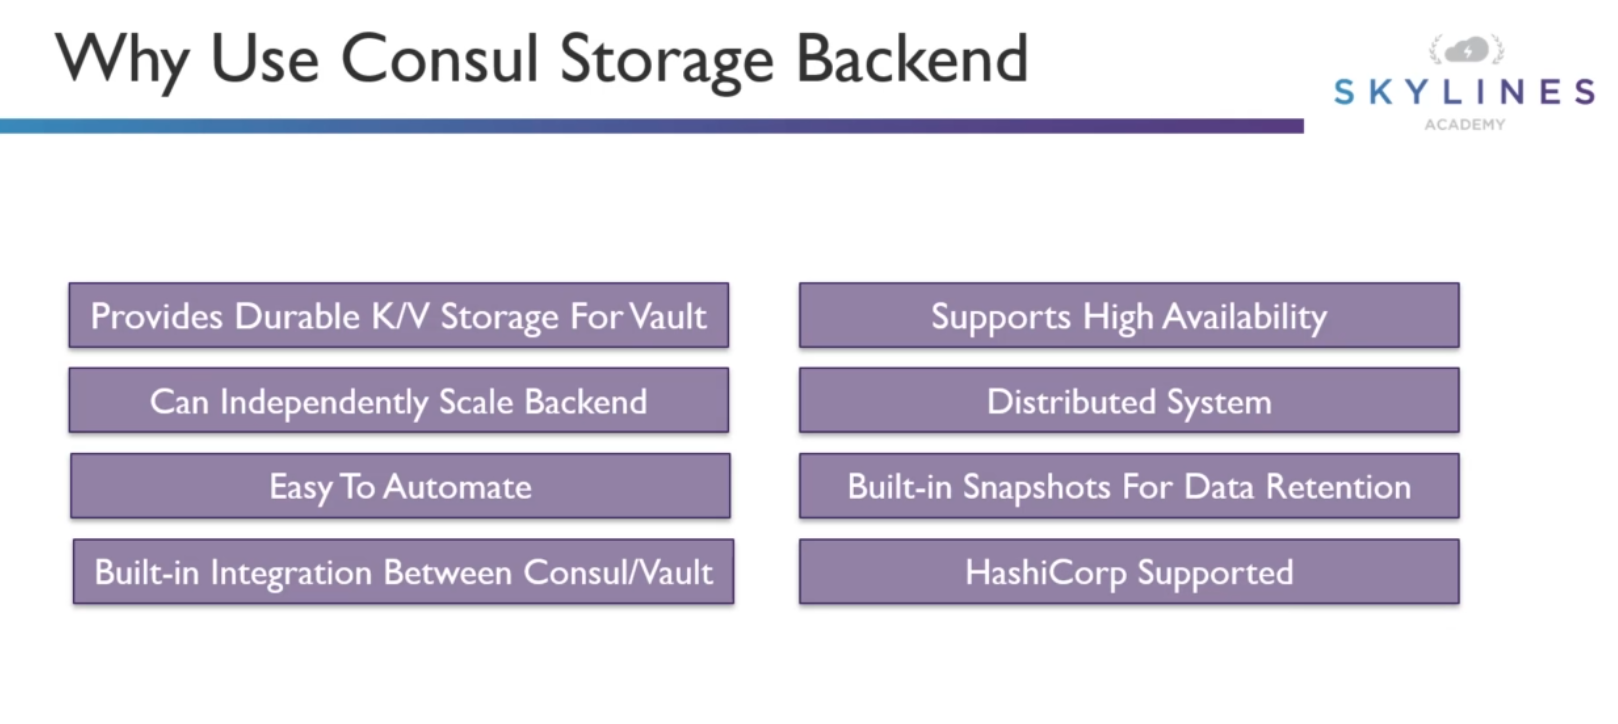 Why Use Consul Storage Backend
SKYLINES
ACADEMY
Provides Durable K/V Storage For Vault
Supports High Availability
Can Independently Scale Backend
Distributed System
Easy To Automate
Built-in Snapshots For Data Retention
Built-in Integration Between Consul/Vault
HashiCorp Supported